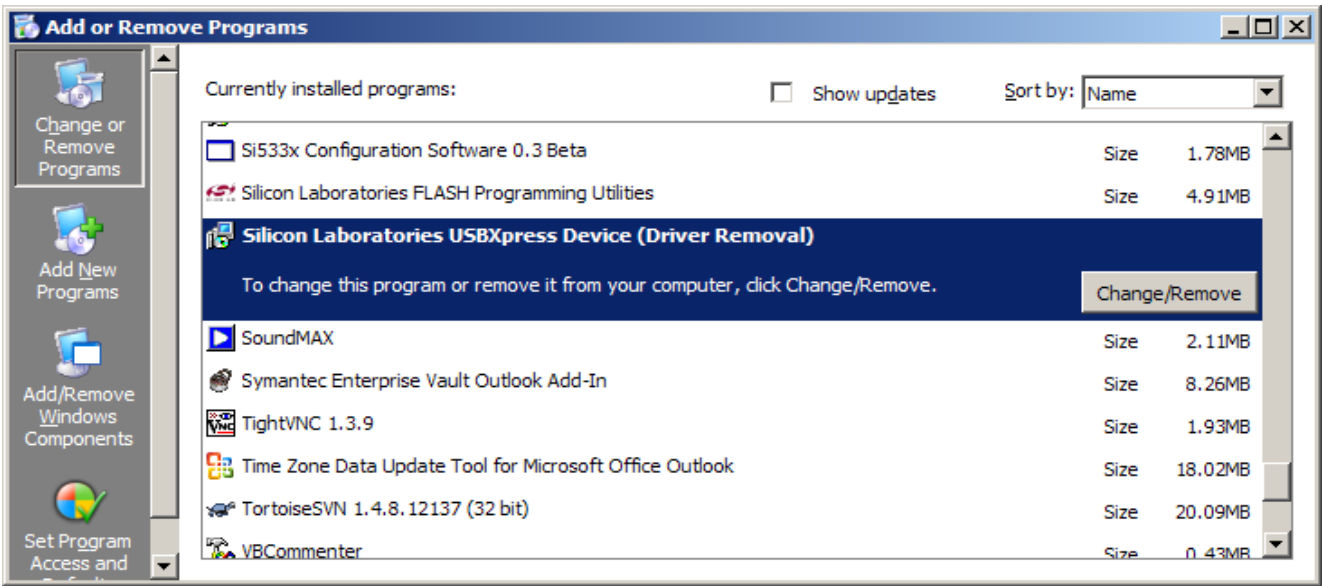 Add or Remove Programs
Change or
Remove
Programs
Add New
Programs
Add/Remove
Windows
Components
Set Program
Access and
Currently installed programs:
Show updates
Sort by: Name
Si533x Configuration Software 0.3 Beta Size 1.78MB
Silicon Laboratories FLASH Programming Utilities Size 4.91MB
Silicon Laboratories USBXpress Device (Driver Removal)
To change this program or remove it from your computer, click Change/Remove. Change/Remove
SoundMAX Size 2.11MB
Symantec Enterprise Vault Outlook Add-In Size 8.26MB
TightVNC 1.3.9 Size 1.93MB
Time Zone Data Update Tool for Microsoft Office Outlook Size 18.02MB
TortoiseSVN 1.4.8.12137 (32 bit) Size 20.09MB
VBCommenter Size 0.43MB